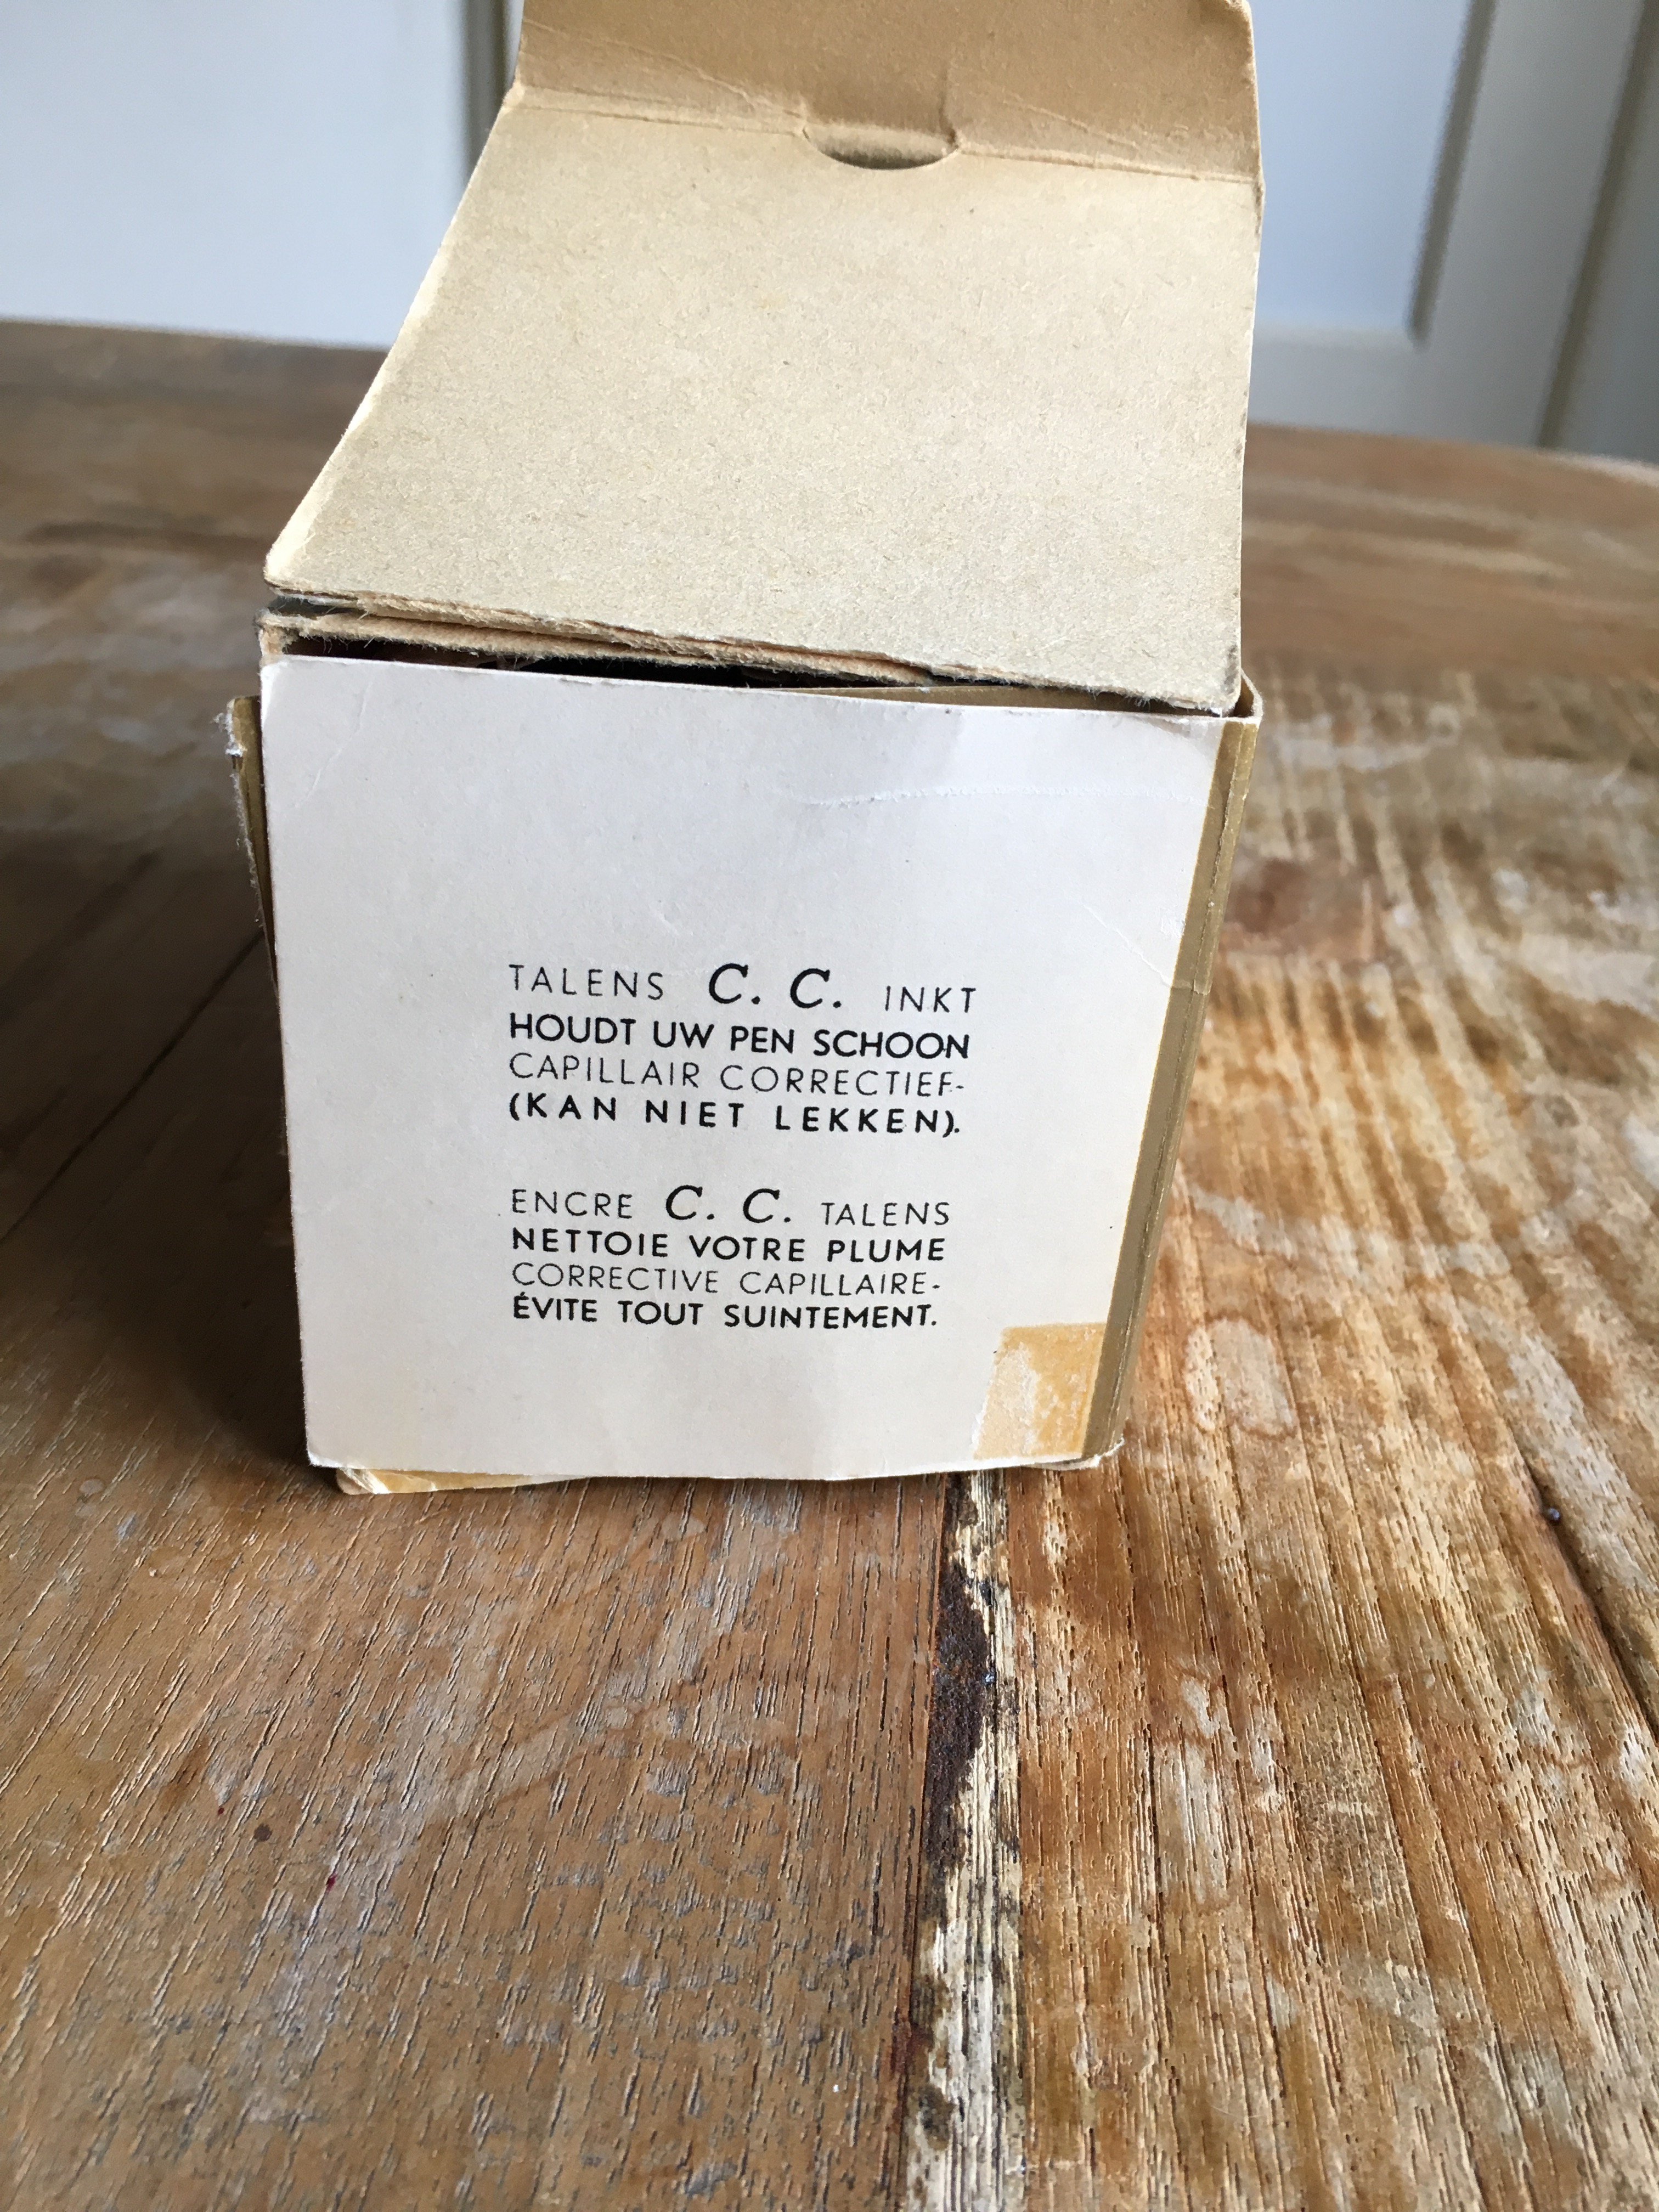 TALENS C. C. INKT
HOUDT UW PEN SCHOON
CAPILLAIR CORRECTIEF-
(KAN NIET LEKKEN).
ENCRE C. C. TALENS
NETTOIE VOTRE PLUME
CORRECTIVE CAPILLAIRE-
ÉVITE TOUT SUINTEMENT.